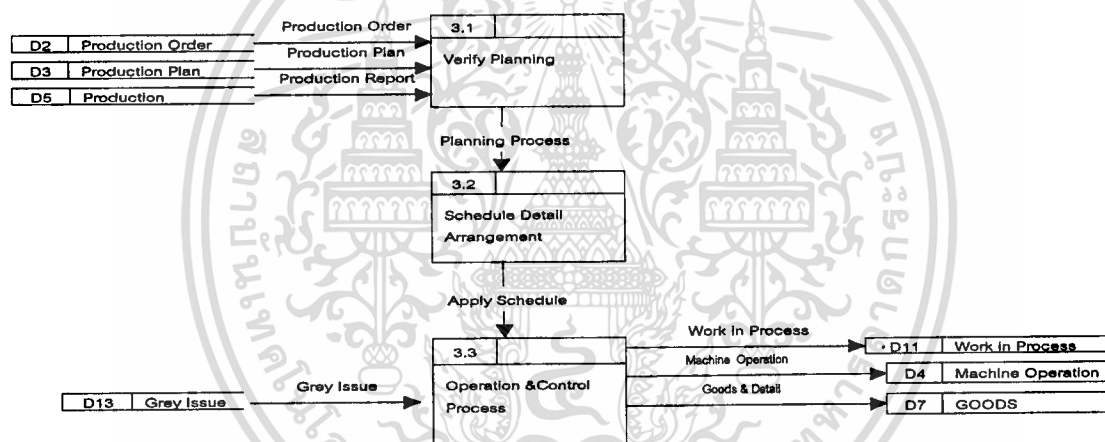 Production Order
3.1
D2 Production Order
Production Plan
Verify Planning
D3 Production Plan
Production Report
D5 Production
Planning Process
3.2
Schedule Detail
Arrangement
Apply Schedule
Work In Process
3.3
D11 Work in Process
Machine Operation
D4 Machine Operation
Grey Issue
Operation &Control
Goods & Detail
D13 Grey Issue
Process
D7 GOODS